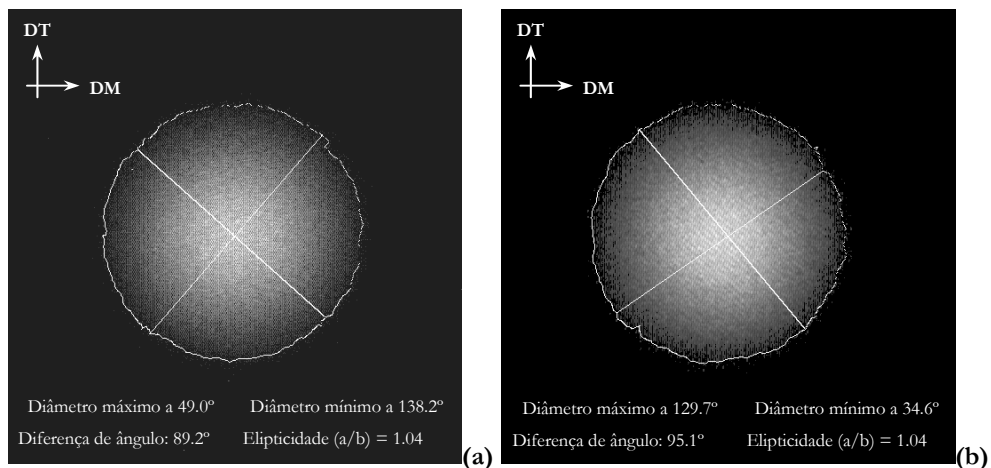 DT
DM
Diâmetro máximo a 49.0º Diâmetro mínimo a 138.2º
Diferença de ângulo: 89.2º Elipticidade (a/b) = 1.04
(a)
DT
DM
Diâmetro máximo a 129.7º Diâmetro mínimo a 34.6º
Diferença de ângulo: 95.1º Elipticidade (a/b) = 1.04
(b)